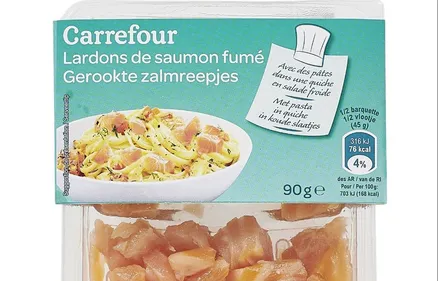 Carrefour
Lardons de saumon fumé
Gerookte zalmreepjes
Avec des pâtes
dans une quiche
en salade froide
Met pasta
in quiche
in koude slaatjes
1/2 barquette
1/2 vlootje
(45 g)
316 kJ
76 kcal
4%
des AR / van de RI
Pour / Per 100g:
703 kJ (168 kcal)
90 g e